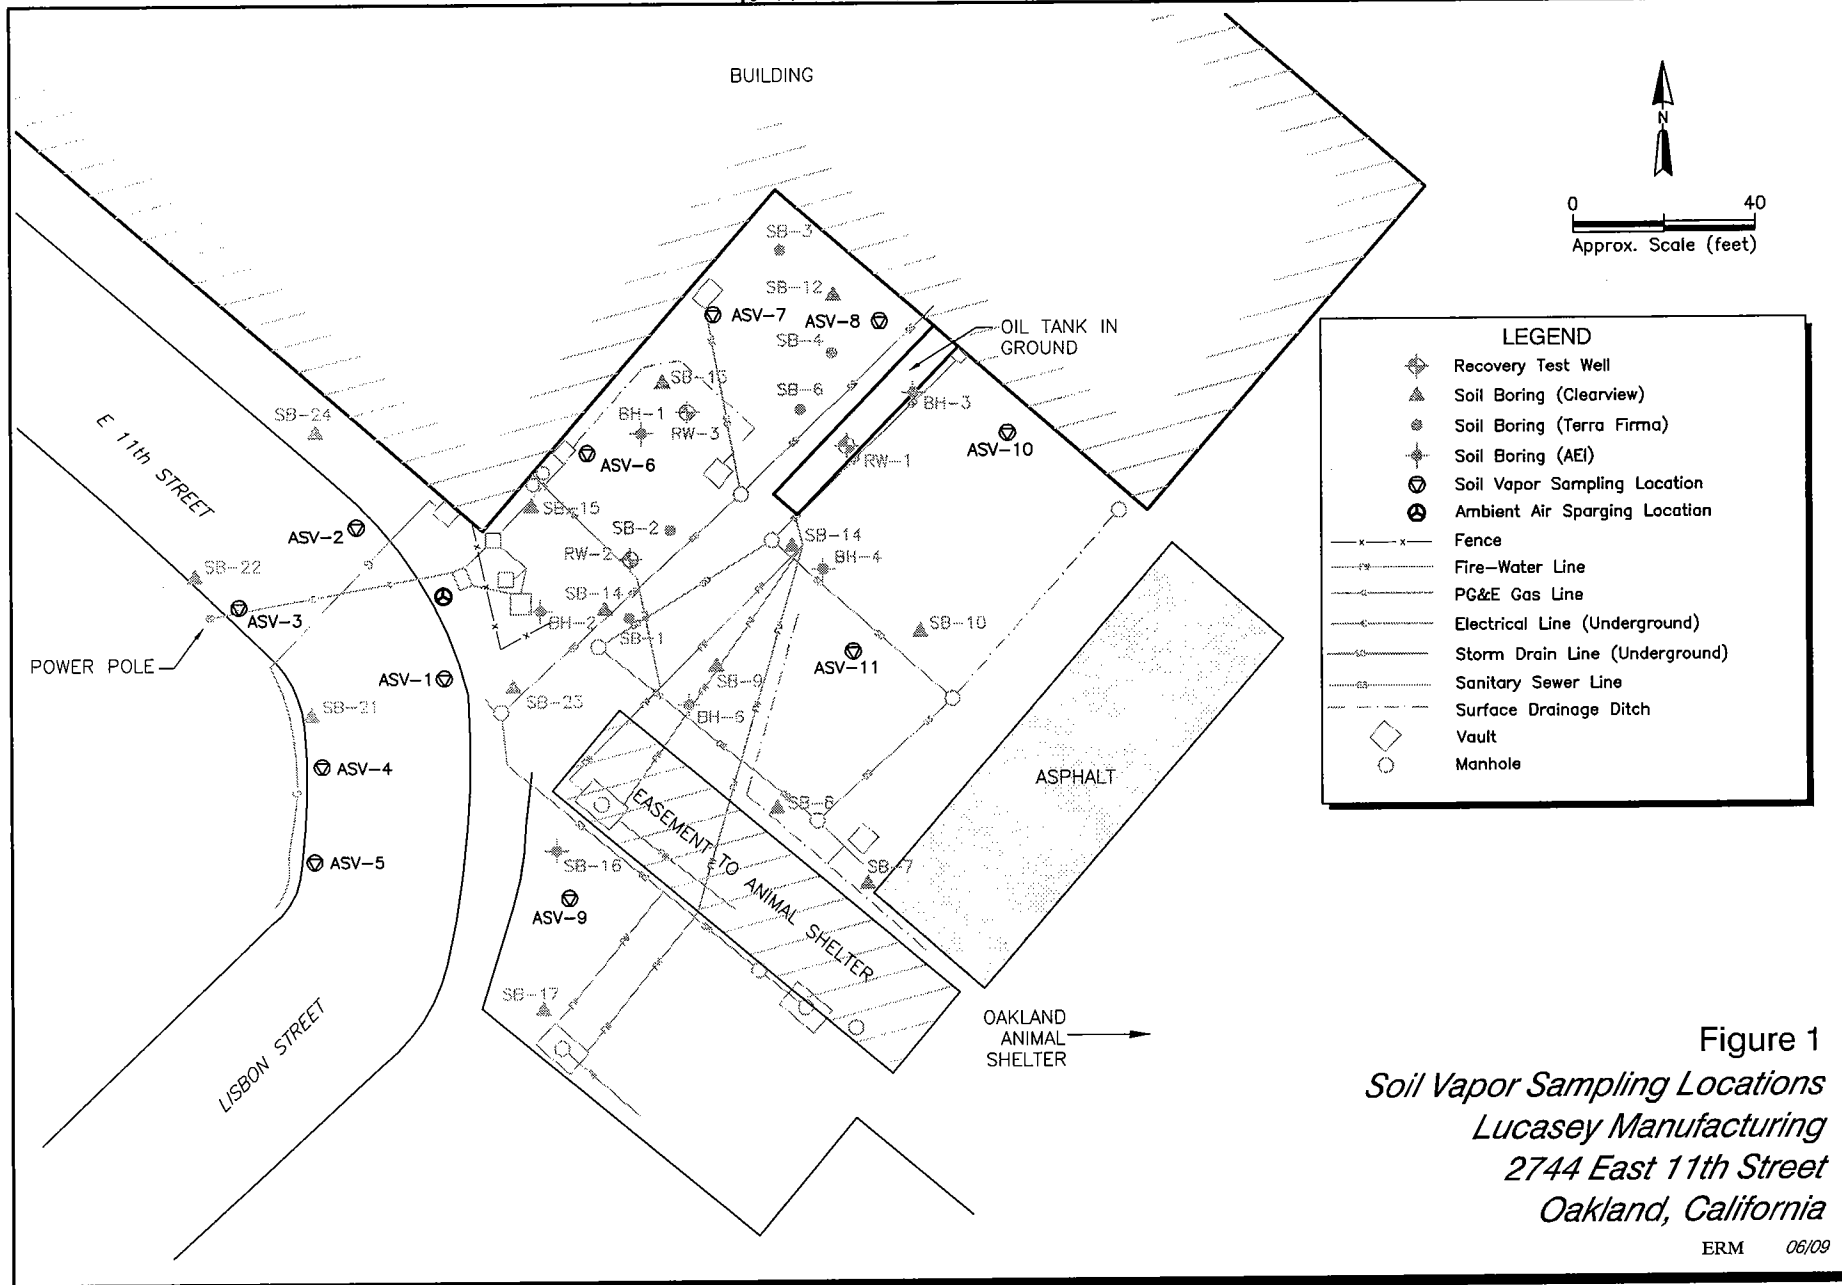 BUILDING
N
0 40
Approx. Scale (feet)
SB-3
SB-12
ASV-7
ASV-8
SB-4
OIL TANK IN
GROUND
SB-13
SB-6
BH-1
BH-3
RW-3
SB-24
E 11th STREET
ASV-6
RW-1
ASV-10
SB-15
SB-2
ASV-2
SB-14
RW-2
BH-4
SB-22
SB-14
BH-2
ASV-3
SB-1
SB-10
POWER POLE
ASV-11
ASV-1
SB-9
SB-23
SB-21
BH-6
ASV-4
ASPHALT
EASEMENT TO ANIMAL SHELTER
ASV-5
SB-16
SB-7
ASV-9
SB-17
LISBON STREET
OAKLAND
ANIMAL
SHELTER
LEGEND
Recovery Test Well
Soil Boring (Clearview)
Soil Boring (Terra Firma)
Soil Boring (AEI)
Soil Vapor Sampling Location
Ambient Air Sparging Location
Fence
Fire-Water Line
PG&E Gas Line
Electrical Line (Underground)
Storm Drain Line (Underground)
Sanitary Sewer Line
Surface Drainage Ditch
Vault
Manhole
Figure 1
Soil Vapor Sampling Locations
Lucasey Manufacturing
2744 East 11th Street
Oakland, California
ERM 06/09